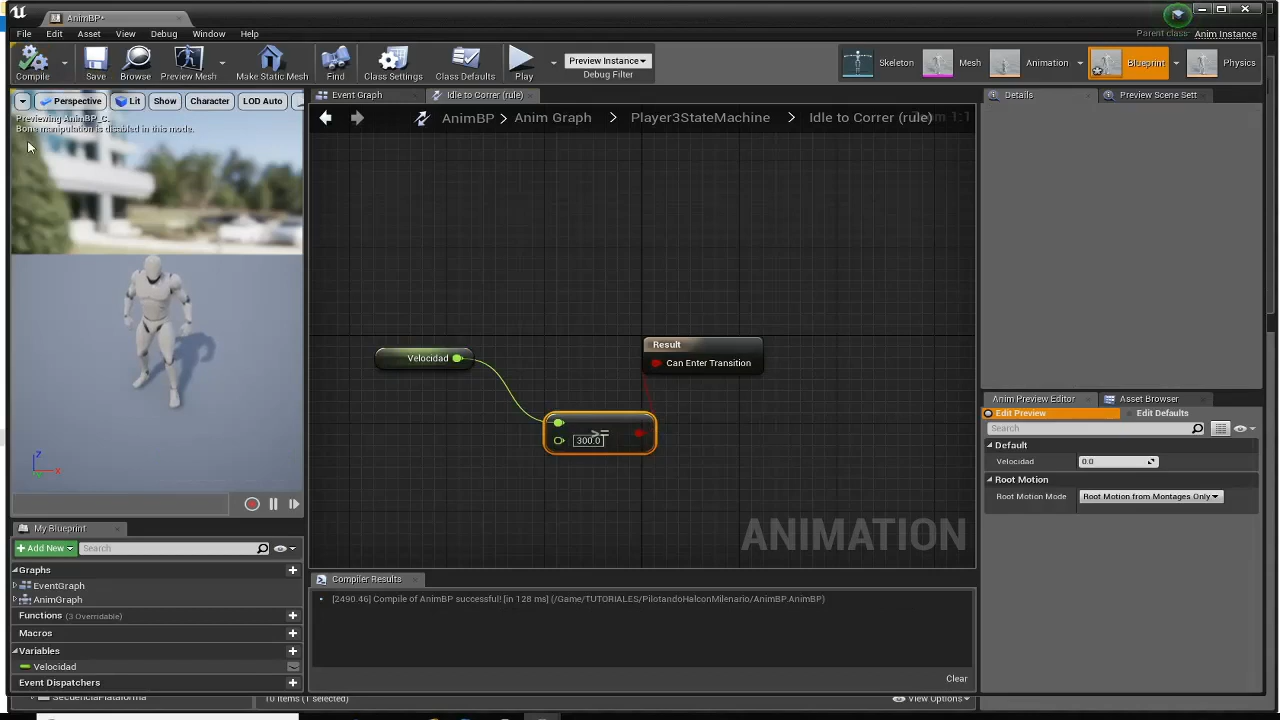 AnimBP*
File Edit Asset View Debug Window Help
Parent class: Anim Instance
Compile Save Browse Preview Mesh Make Static Mesh Find Class Settings Class Defaults Play
Preview Instance
Debug Filter
Skeleton Mesh Animation Blueprint Physics
Perspective Lit Show Character LOD Auto
Previewing AnimBP_C.
Bone manipulation is disabled in this mode.
Event Graph Idle to Correr (rule)
AnimBP > Anim Graph > Player3StateMachine > Idle to Correr (rule)
Velocidad
Result
Can Enter Transition
>=
300.0
ANIMATION
Z
X
Details Preview Scene Sett
Anim Preview Editor Asset Browser
Edit Preview Edit Defaults
Search
Default
Velocidad 0.0
Root Motion
Root Motion Mode Root Motion from Montages Only
My Blueprint
+ Add New Search
Graphs
EventGraph
AnimGraph
Functions (3 Overridable)
Macros
Variables
Velocidad
Event Dispatchers
Compiler Results
[2490.46] Compile of AnimBP successful! [in 128 ms] (/Game/TUTORIALES/PilotandoHalconMilenario/AnimBP.AnimBP)
Clear
SecuenciaPlataforma
10 items (1 selected)
View Options